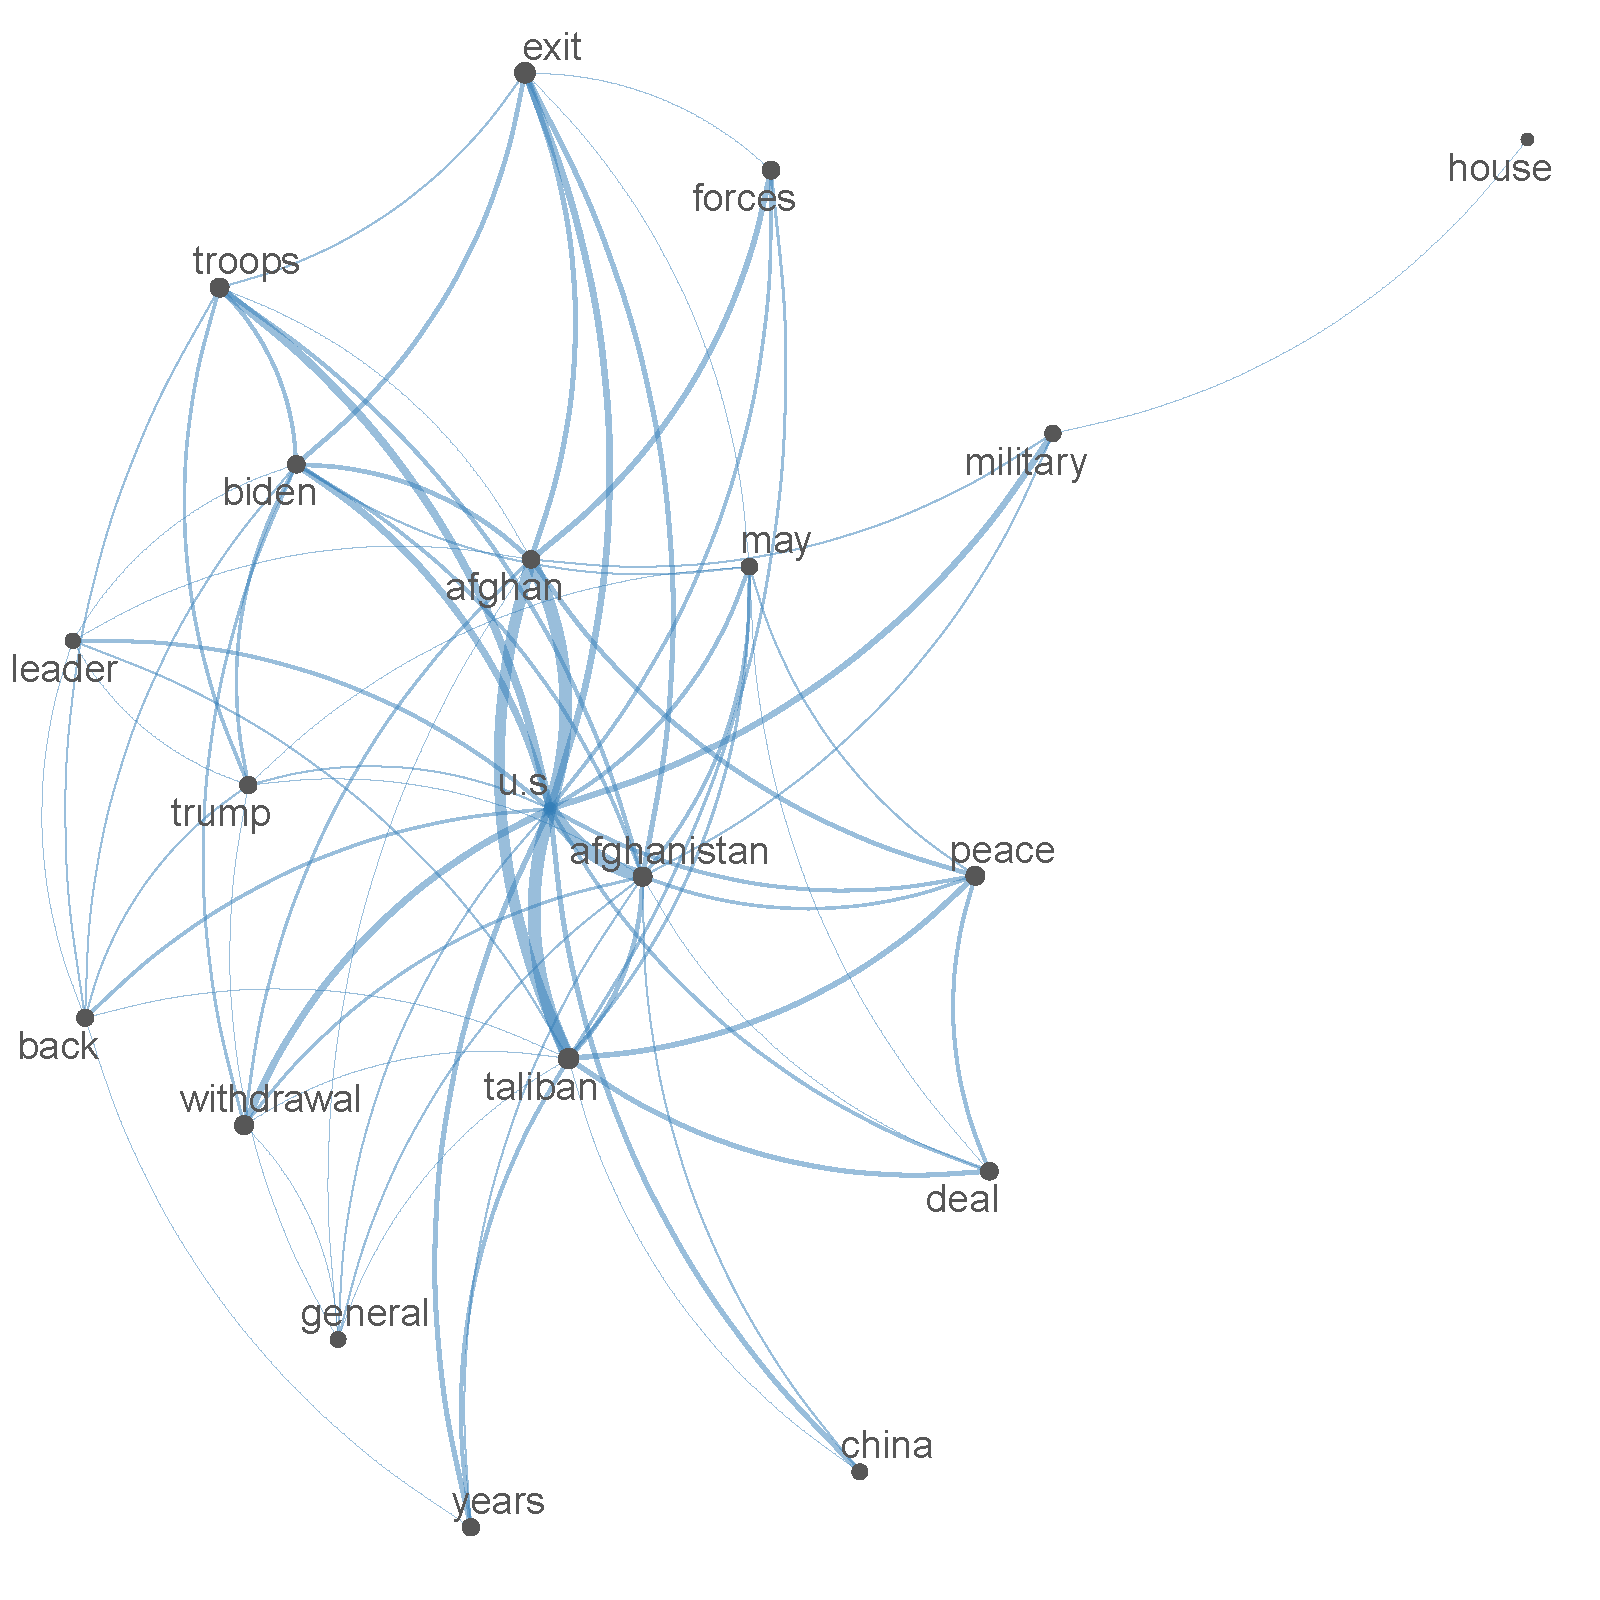 exit
house
forces
troops
military
biden
may
afghan
leader
u.s
trump
afghanistan
peace
back
taliban
withdrawal
deal
general
china
years